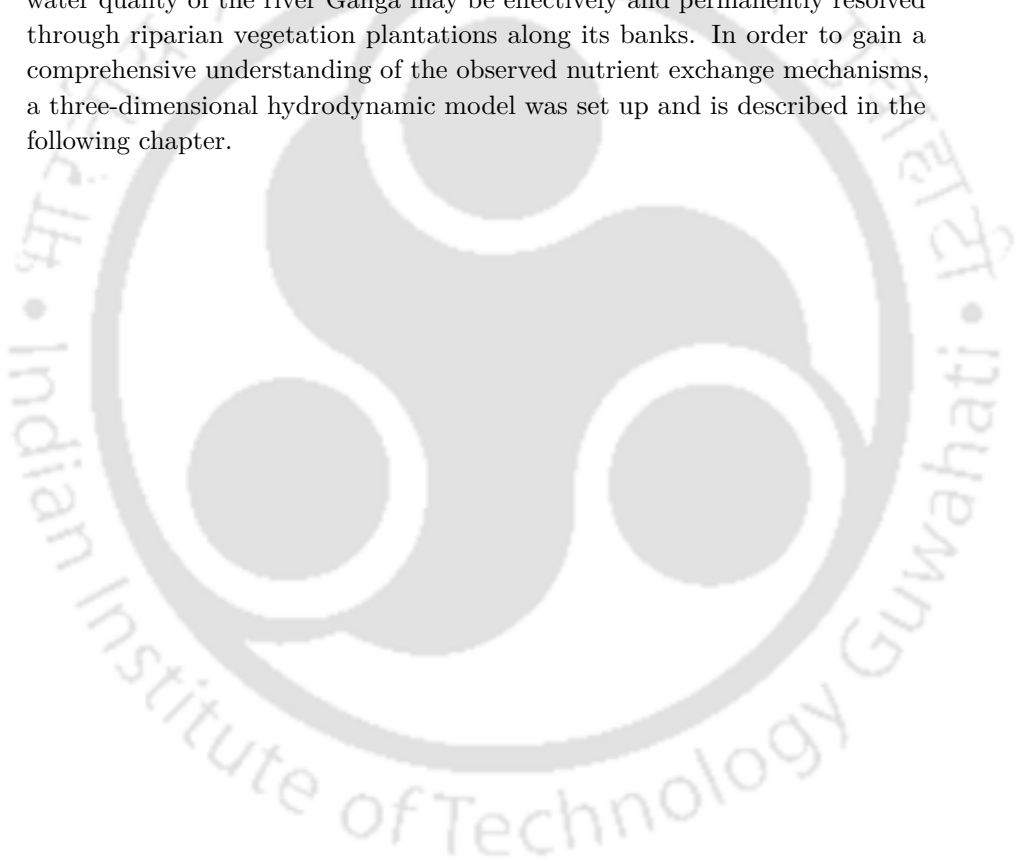 water quality of the river Ganga may be effectively and permanently resolved
through riparian vegetation plantations along its banks. In order to gain a
comprehensive understanding of the observed nutrient exchange mechanisms,
a three-dimensional hydrodynamic model was set up and is described in the
following chapter.
Indian Institute of Technology Guwahati